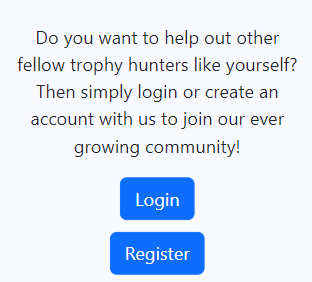 Do you want to help out other
fellow trophy hunters like yourself?
Then simply login or create an
account with us to join our ever
growing community!
Login
Register